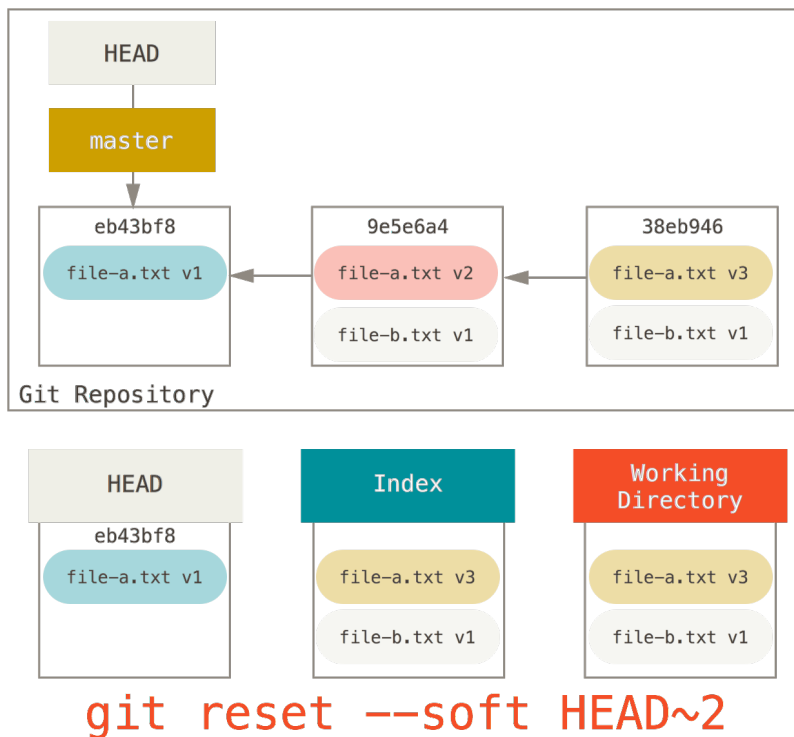 HEAD
master
eb43bf8
9e5e6a4
38eb946
file-a.txt v1
file-a.txt v2
file-a.txt v3
file-b.txt v1
file-b.txt v1
Git Repository
HEAD
Index
Working
Directory
eb43bf8
file-a.txt v1
file-a.txt v3
file-a.txt v3
file-b.txt v1
file-b.txt v1
git reset --soft HEAD~2